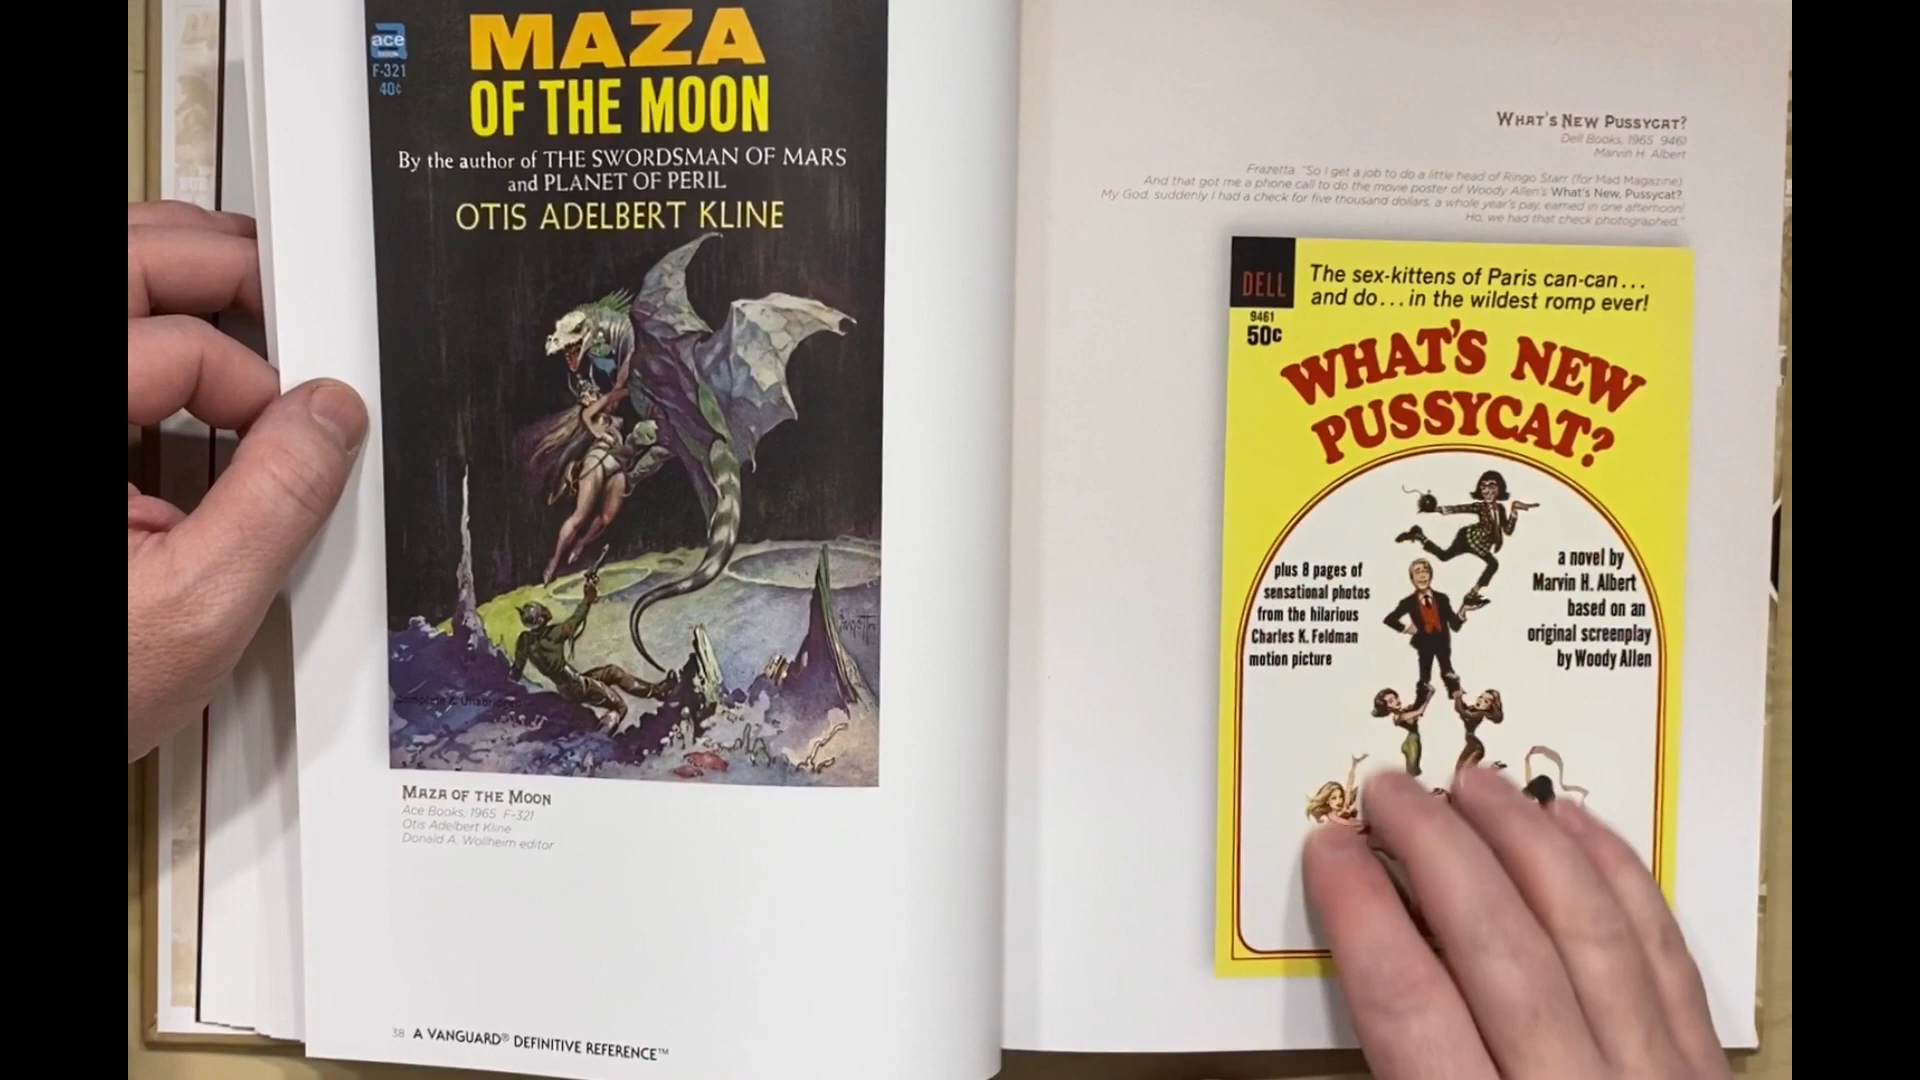 ace
BOOK
F-321
40¢
MAZA
OF THE MOON
By the author of THE SWORDSMAN OF MARS
and PLANET OF PERIL
OTIS ADELBERT KLINE
Complete & Unabridged
MAZA OF THE MOON
Ace Books, 1965 F-321
Otis Adelbert Kline
Donald A. Wollheim editor
38 A VANGUARD® DEFINITIVE REFERENCE™
WHAT'S NEW PUSSYCAT?
Dell Books, 1965 9461
Marvin H. Albert
Frazetta: "So I get a job to do a little head of Ringo Starr (for Mad Magazine).
And that got me a phone call to do the movie poster of Woody Allen's What's New, Pussycat?.
My God, suddenly I had a check for five thousand dollars, a whole year's pay, earned in one afternoon!
Ho, we had that check photographed."
DELL
9461
50¢
The sex-kittens of Paris can-can...
and do...in the wildest romp ever!
WHAT'S NEW
PUSSYCAT?
plus 8 pages of
sensational photos
from the hilarious
Charles K. Feldman
motion picture
a novel by
Marvin H. Albert
based on an
original screenplay
by Woody Allen